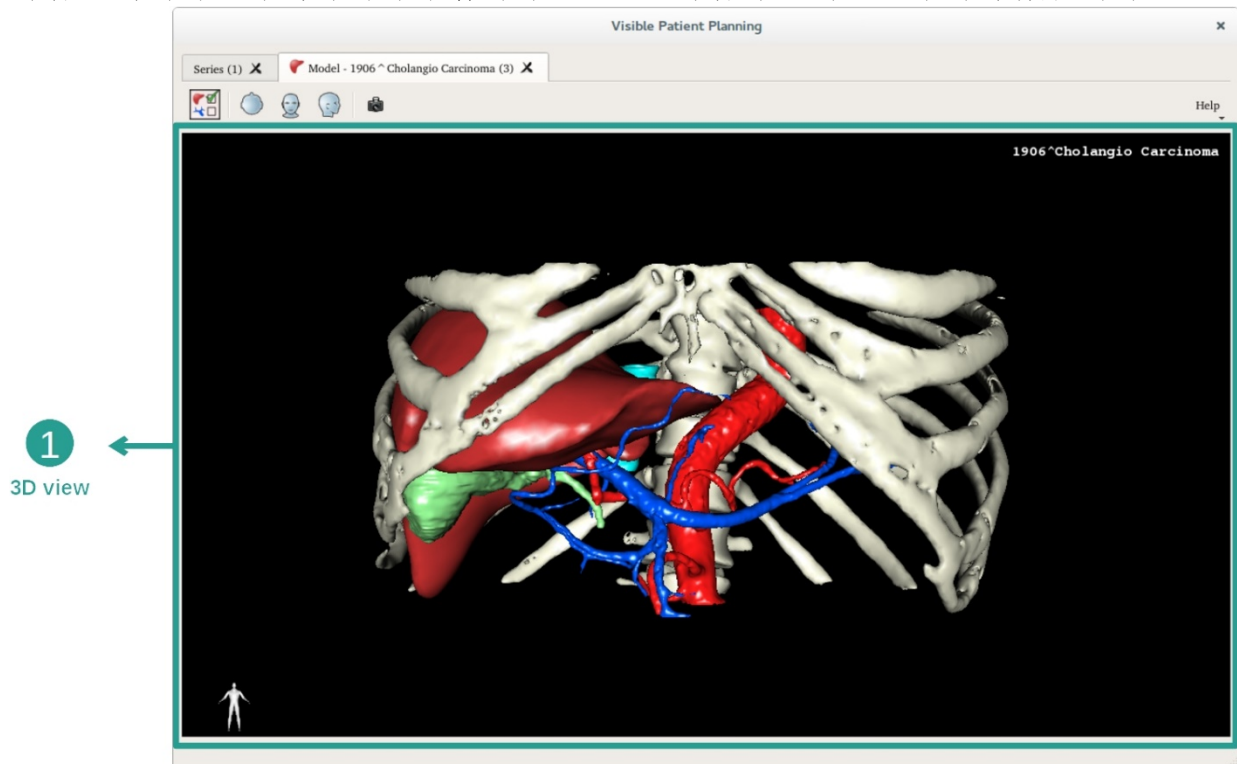 Visible Patient Planning
Series (1)
Model - 1906 ^ Cholangio Carcinoma (3)
Help
1906^Cholangio Carcinoma
1
3D view